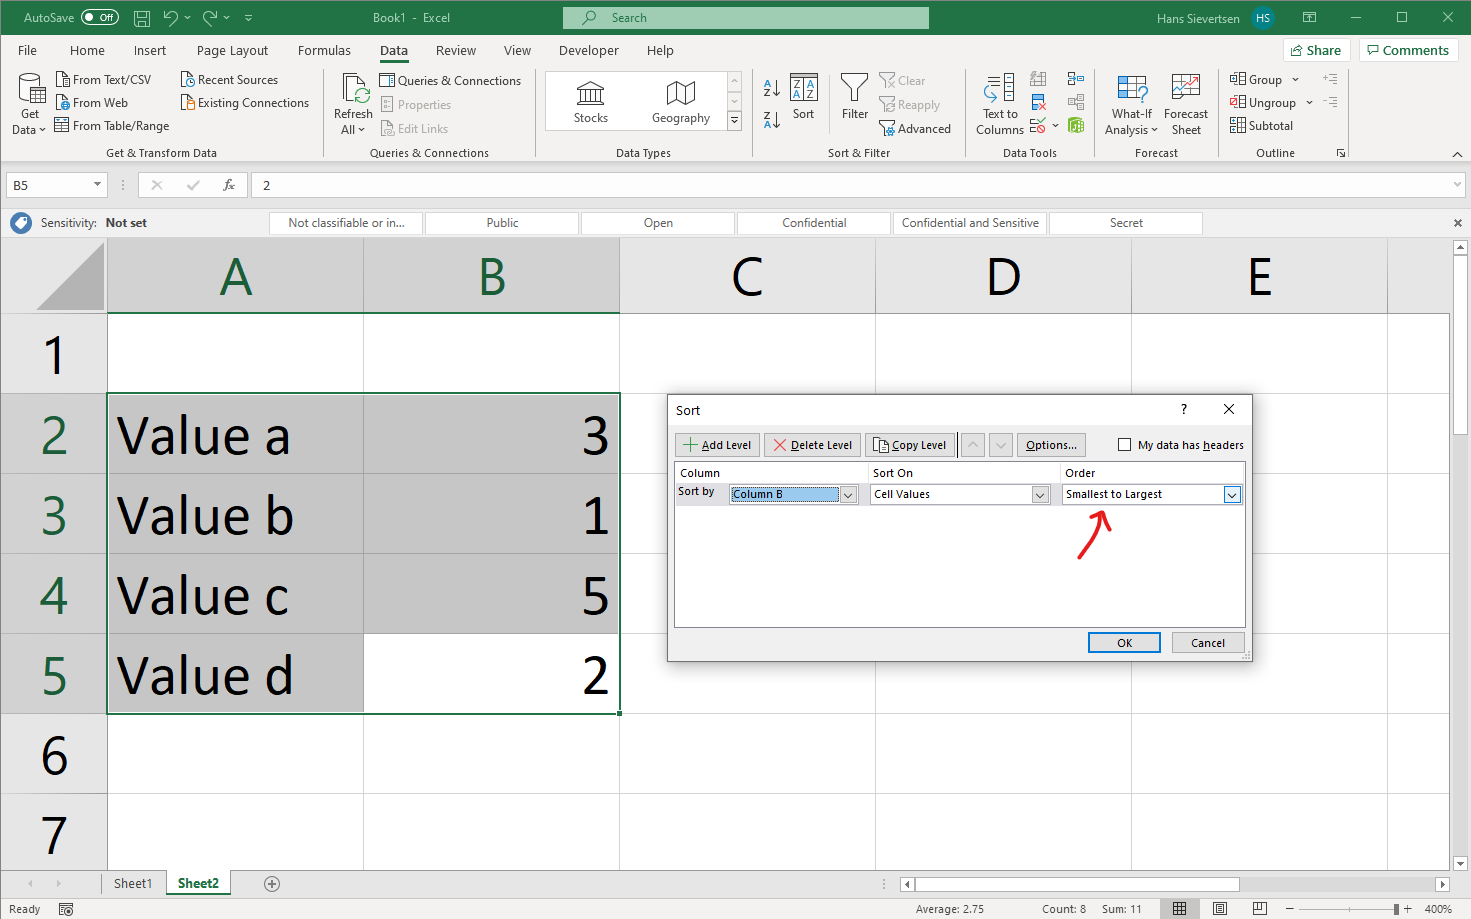 AutoSave Off Book1 - Excel Search Hans Sievertsen HS
File Home Insert Page Layout Formulas Data Review View Developer Help Share Comments
Get Data
From Text/CSV
From Web
From Table/Range
Recent Sources
Existing Connections
Get & Transform Data
Refresh All
Queries & Connections
Properties
Edit Links
Queries & Connections
Stocks Geography
Data Types
Sort
Filter
Clear
Reapply
Advanced
Sort & Filter
Text to Columns
Data Tools
What-If Analysis
Forecast Sheet
Forecast
Group
Ungroup
Subtotal
Outline
B5 fx 2
Sensitivity: Not set Not classifiable or in... Public Open Confidential Confidential and Sensitive Secret
A B C D E
1
2 Value a 3
3 Value b 1
4 Value c 5
5 Value d 2
6
7
Sort ?
Add Level Delete Level Copy Level Options... My data has headers
Column Sort On Order
Sort by Column B Cell Values Smallest to Largest
OK Cancel
Sheet1 Sheet2
Ready Average: 2.75 Count: 8 Sum: 11 400%